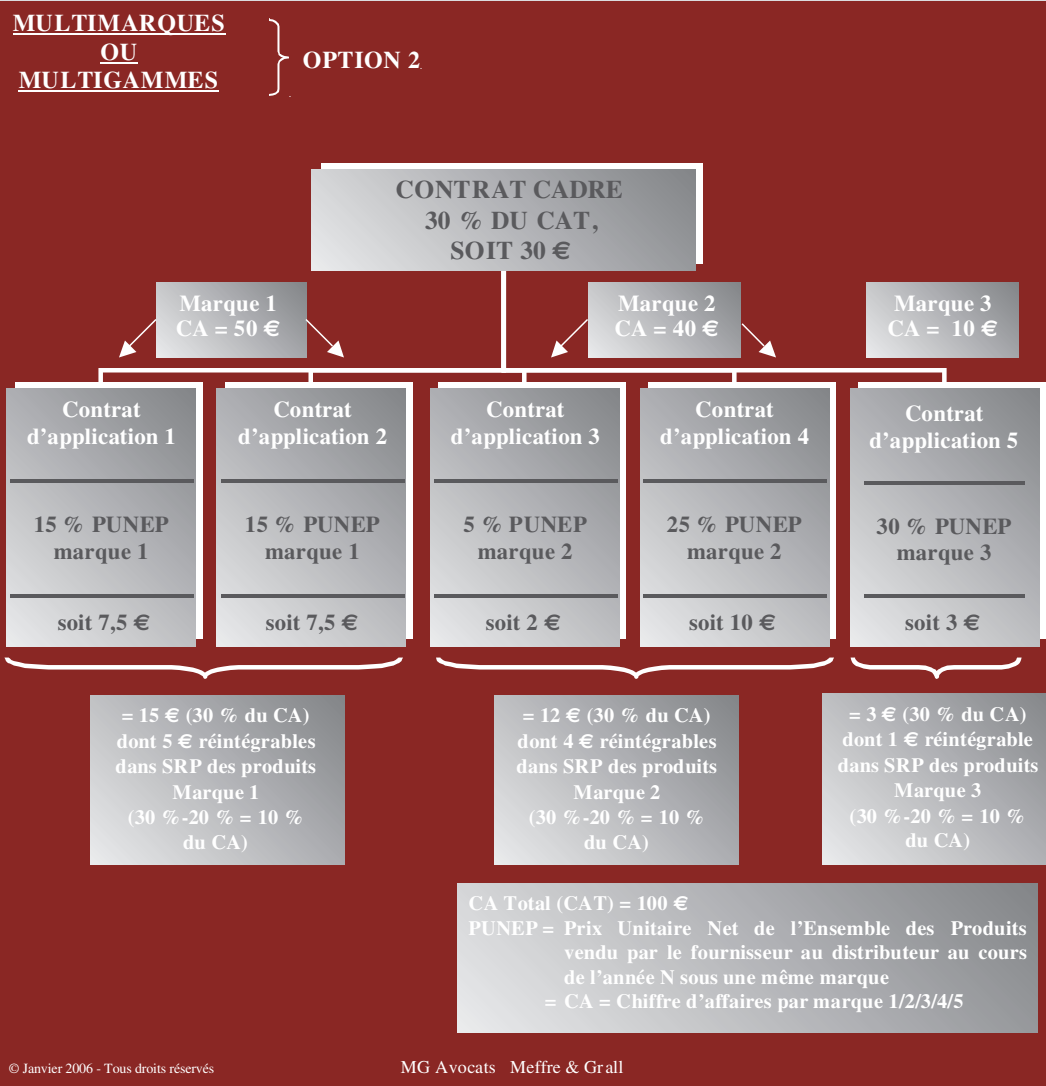 MULTIMARQUES
OU
MULTIGAMMES
OPTION 2
CONTRAT CADRE
30 % DU CAT,
SOIT 30 €
Marque 1
CA = 50 €
Marque 2
CA = 40 €
Marque 3
CA = 10 €
Contrat
d'application 1
15 % PUNEP
marque 1
soit 7,5 €
Contrat
d'application 2
15 % PUNEP
marque 1
soit 7,5 €
Contrat
d'application 3
5 % PUNEP
marque 2
soit 2 €
Contrat
d'application 4
25 % PUNEP
marque 2
soit 10 €
Contrat
d'application 5
30 % PUNEP
marque 3
soit 3 €
= 15 € (30 % du CA)
dont 5 € réintégrables
dans SRP des produits
Marque 1
(30 %-20 % = 10 %
du CA)
= 12 € (30 % du CA)
dont 4 € réintégrables
dans SRP des produits
Marque 2
(30 %-20 % = 10 %
du CA)
= 3 € (30 % du CA)
dont 1 € réintégrable
dans SRP des produits
Marque 3
(30 %-20 % = 10 %
du CA)
CA Total (CAT) = 100 €
PUNEP = Prix Unitaire Net de l'Ensemble des Produits
vendu par le fournisseur au distributeur au cours
de l'année N sous une même marque
= CA = Chiffre d'affaires par marque 1/2/3/4/5
© Janvier 2006 - Tous droits réservés
MG Avocats Meffre & Grall